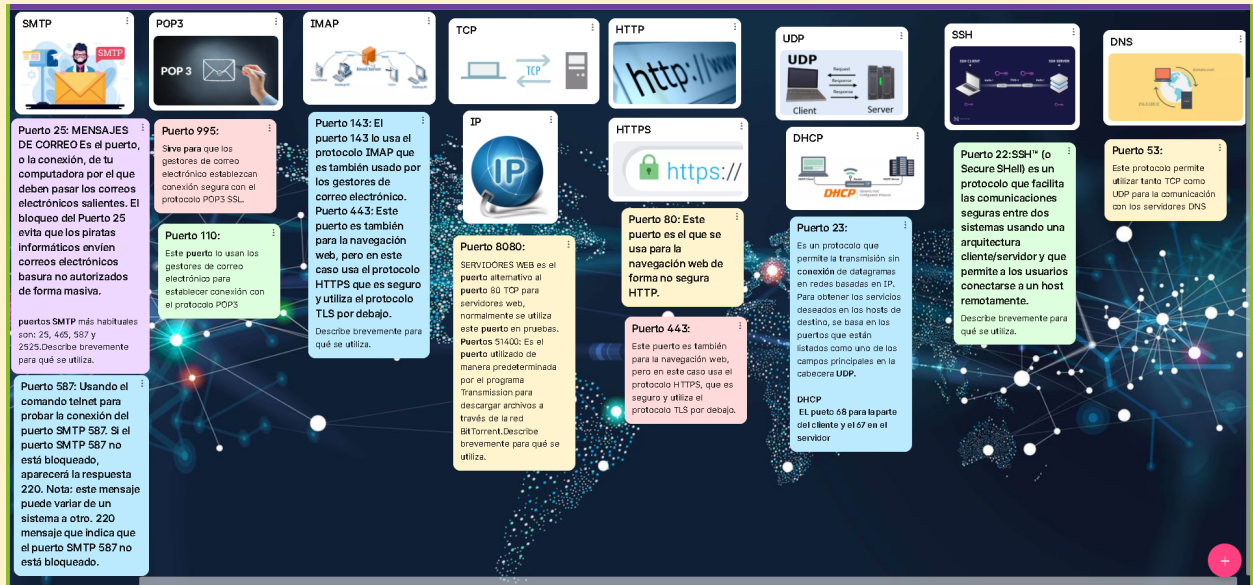 SMTP
SMTP
Puerto 25: MENSAJES
DE CORREO Es el puerto,
o la conexión, de tu
computadora por el que
deben pasar los correos
electrónicos salientes. El
bloqueo del Puerto 25
evita que los piratas
informáticos envíen
correos electrónicos
basura no autorizados
de forma masiva.
puertos SMTP más habituales
son: 25, 465, 587 y
2525.Describe brevemente
para qué se utiliza.
Puerto 587: Usando el
comando telnet para
probar la conexión del
puerto SMTP 587. Si el
puerto SMTP 587 no
está bloqueado,
aparecerá la respuesta
220. Nota: este mensaje
puede variar de un
sistema a otro. 220
mensaje que indica que
el puerto SMTP 587 no
está bloqueado.
POP3
POP 3
Puerto 995:
Sirve para que los
gestores de correo
electrónico establezcan
conexión segura con el
protocolo POP3 SSL.
Puerto 110:
Este puerto lo usan los
gestores de correo
electrónico para
establecer conexión con
el protocolo POP3
IMAP
Email Server
Puerto 143: El
puerto 143 lo usa el
protocolo IMAP que
es también usado por
los gestores de
correo electrónico.
Puerto 443: Este
puerto es también
para la navegación
web, pero en este
caso usa el protocolo
HTTPS que es seguro
y utiliza el protocolo
TLS por debajo.
Describe brevemente para
qué se utiliza.
TCP
TCP
IP
IP
Puerto 8080:
SERVIDORES WEB es el
puerto alternativo al
puerto 80 TCP para
servidores web,
normalmente se utiliza
este puerto en pruebas.
Puertos 51400: Es el
puerto utilizado de
manera predeterminada
por el programa
Transmission para
descargar archivos a
través de la red
BitTorrent.Describe
brevemente para qué se
utiliza.
HTTP
http://www
HTTPS
https://
Puerto 80: Este
puerto es el que se
usa para la
navegación web de
forma no segura
HTTP.
Puerto 443:
Este puerto es también
para la navegación web,
pero en este caso usa el
protocolo HTTPS, que es
seguro y utiliza el
protocolo TLS por debajo.
UDP
UDP
Request
Response
Response
Client
Server
DHCP
DHCP
Puerto 23:
Es un protocolo que
permite la transmisión sin
conexión de datagramas
en redes basadas en IP.
Para obtener los servicios
deseados en los hosts de
destino, se basa en los
puertos que están
listados como uno de los
campos principales en la
cabecera UDP.
DHCP
EL pueto 68 para la parte
del cliente y el 67 en el
servidor
SSH
SSH CLIENT
SSH SERVER
Puerto 22:SSH™ (o
Secure SHell) es un
protocolo que facilita
las comunicaciones
seguras entre dos
sistemas usando una
arquitectura
cliente/servidor y que
permite a los usuarios
conectarse a un host
remotamente.
Describe brevemente para
qué se utiliza.
DNS
Puerto 53:
Este protocolo permite
utilizar tanto TCP como
UDP para la comunicación
con los servidores DNS